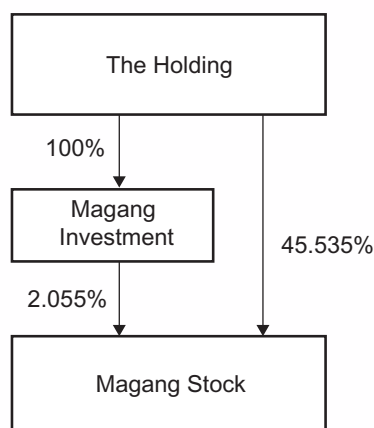 The Holding
100%
Magang
Investment
45.535%
2.055%
Magang Stock